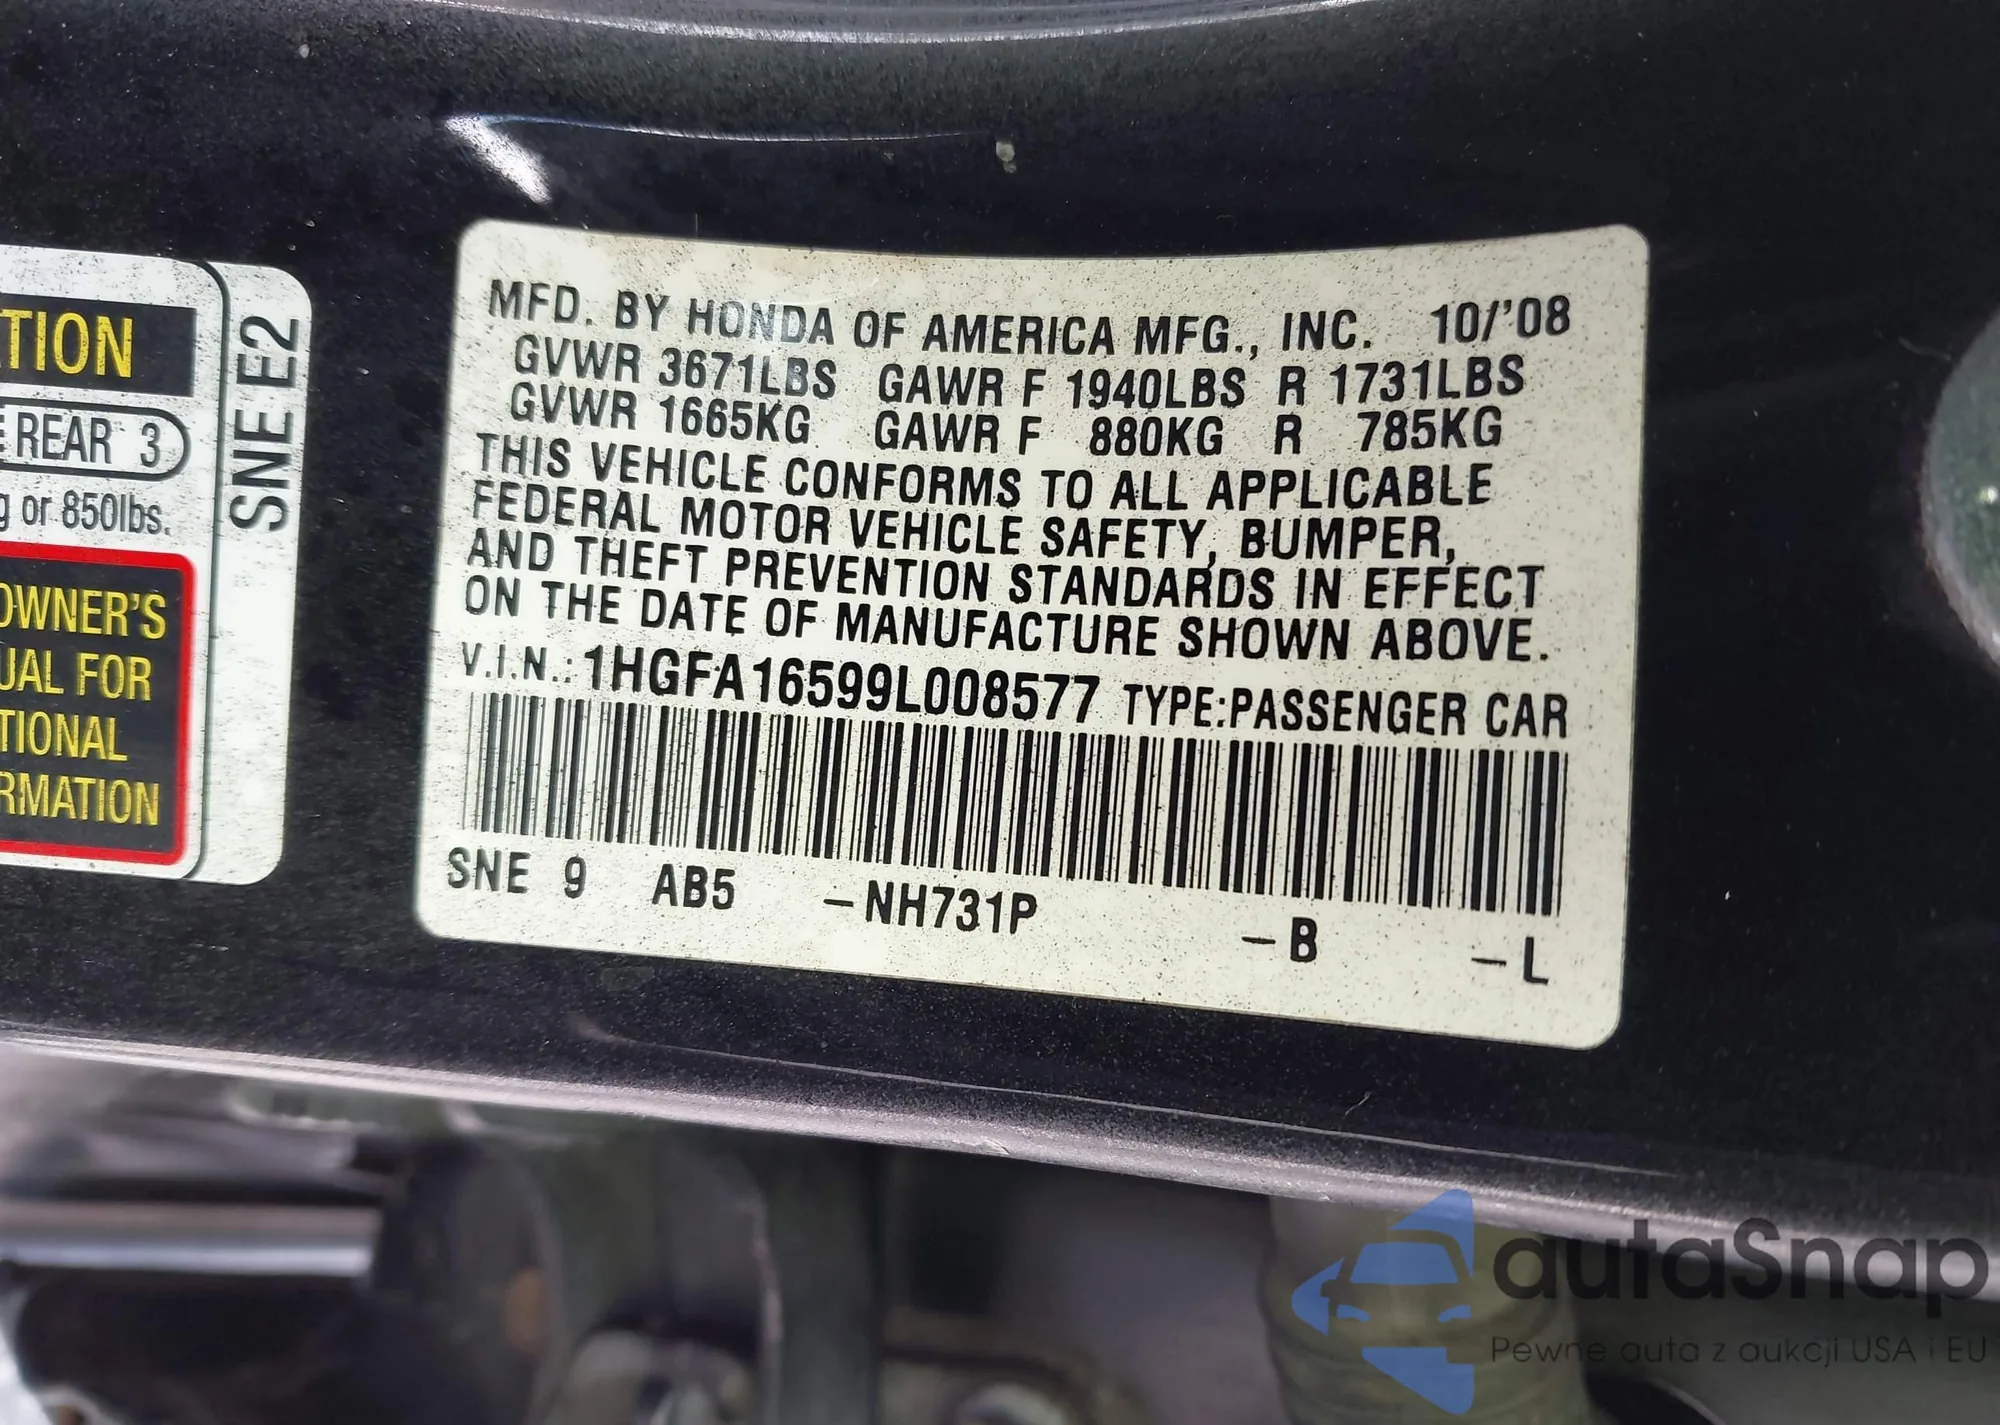 TION
REAR 3
g or 850lbs.
OWNER'S
UAL FOR
TIONAL
RMATION
SNE E2
MFD. BY HONDA OF AMERICA MFG., INC. 10/'08
GVWR 3671LBS GAWR F 1940LBS R 1731LBS
GVWR 1665KG GAWR F 880KG R 785KG
THIS VEHICLE CONFORMS TO ALL APPLICABLE
FEDERAL MOTOR VEHICLE SAFETY, BUMPER,
AND THEFT PREVENTION STANDARDS IN EFFECT
ON THE DATE OF MANUFACTURE SHOWN ABOVE.
V.I.N.: 1HGFA16599L008577 TYPE:PASSENGER CAR
SNE 9 AB5 -NH731P -B -L
autaSnap
Pewne auta z aukcji USA i EU